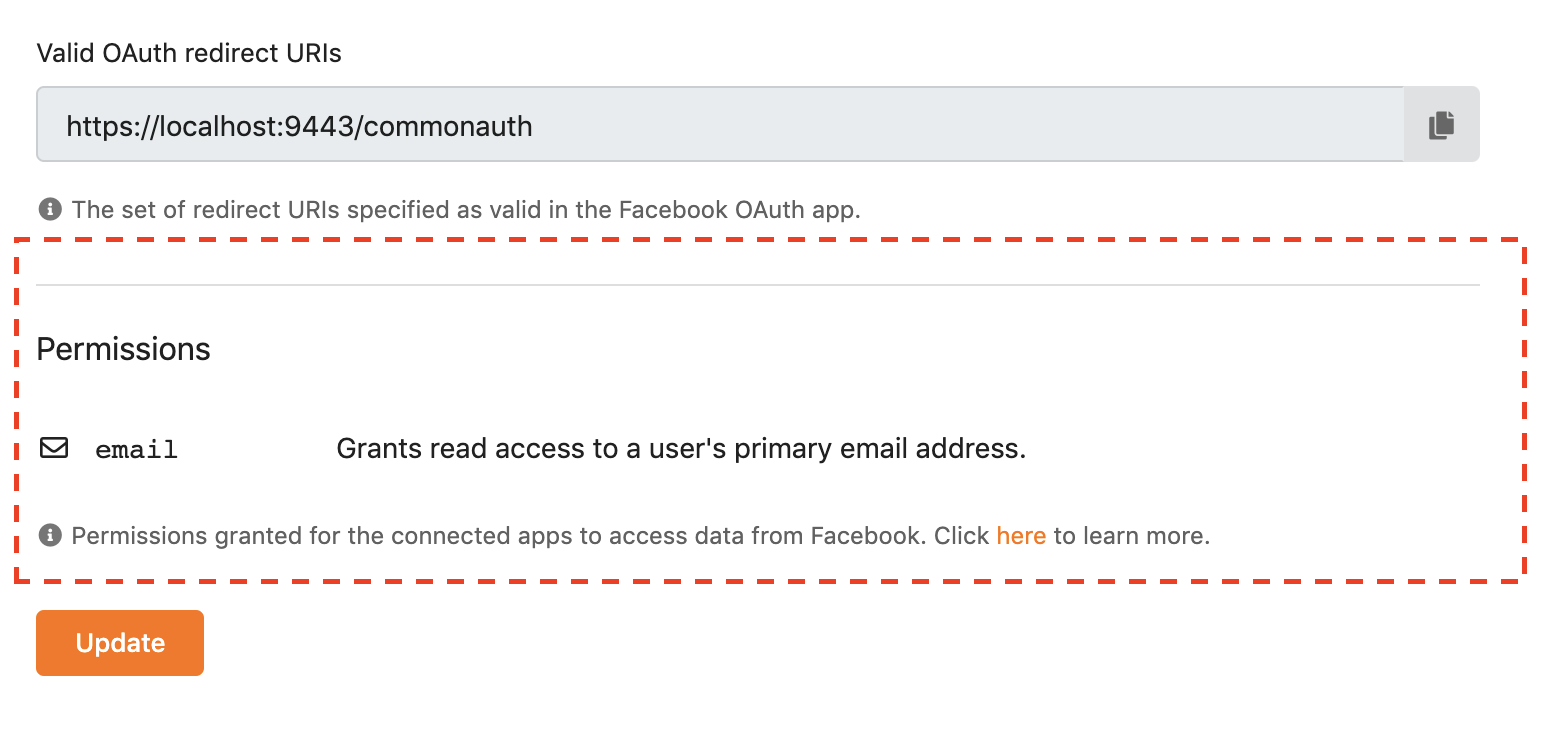 Valid OAuth redirect URIs
https://localhost:9443/commonauth
The set of redirect URIs specified as valid in the Facebook OAuth app.
Permissions
email Grants read access to a user's primary email address.
Permissions granted for the connected apps to access data from Facebook. Click here to learn more.
Update